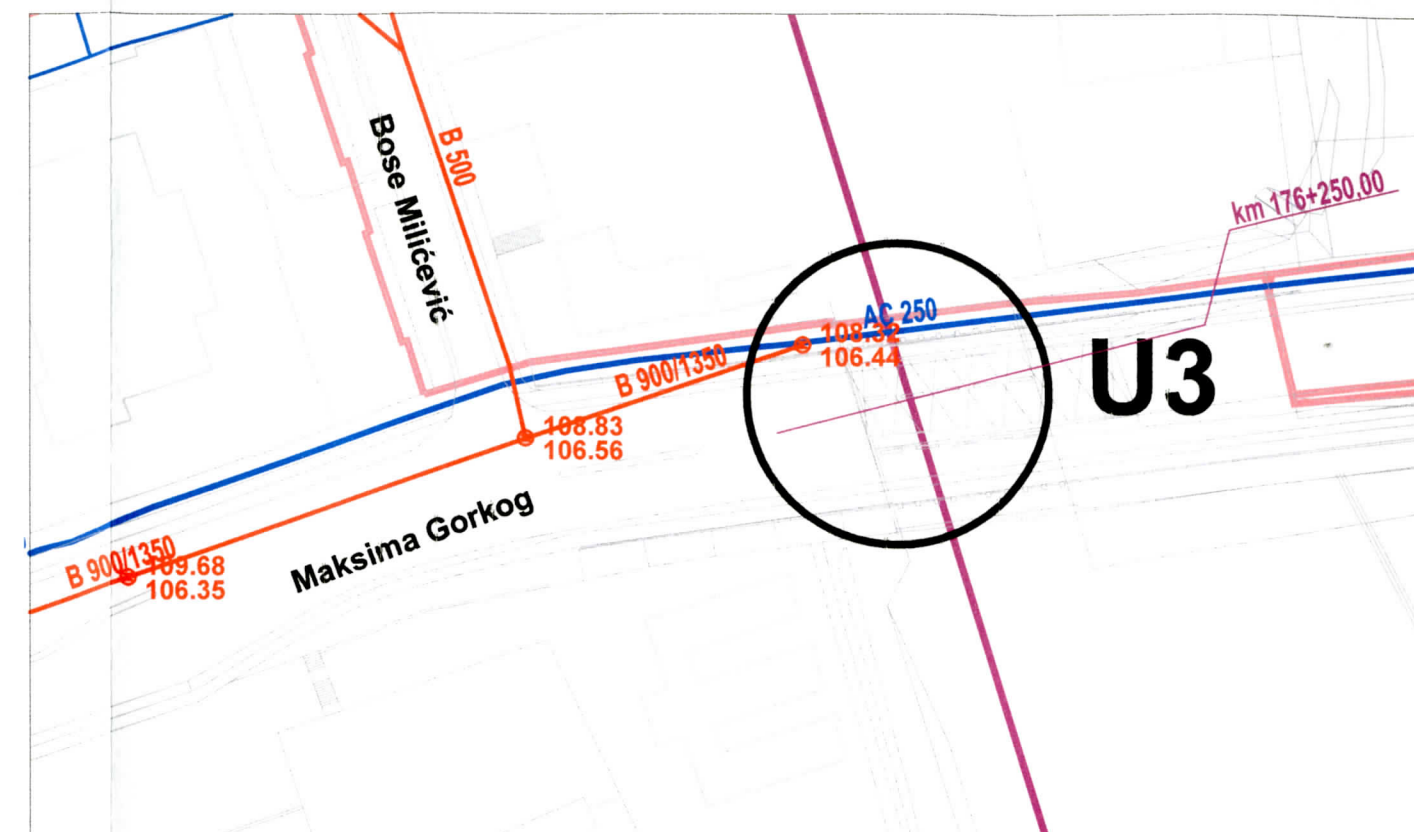 Bose Milićević
B 500
km 176+250,00
AC 250
108.32
106.44
U3
B 900/1350
108.83
106.56
Maksima Gorkog
B 900/1350
109.68
106.35